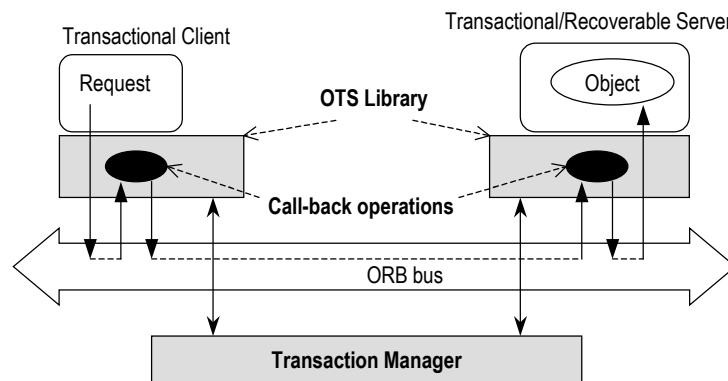 Transactional Client
Transactional/Recoverable Server
Request
Object
OTS Library
Call-back operations
ORB bus
Transaction Manager